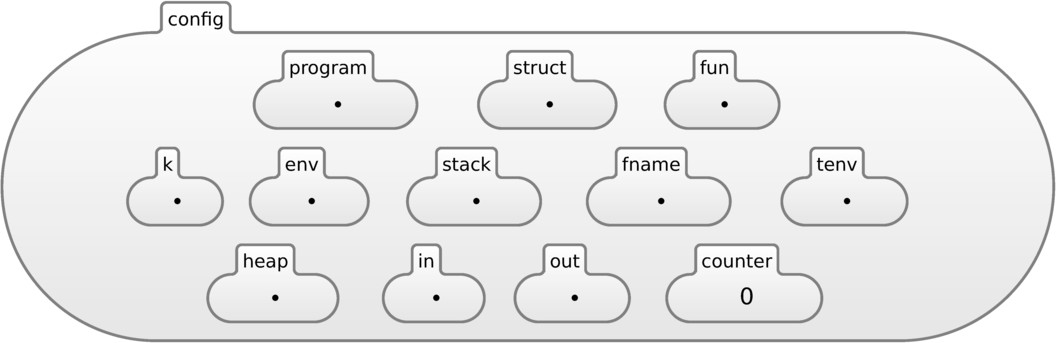 config
program struct fun
• • •
k env stack fname tenv
• • • • •
heap in out counter
• • • 0